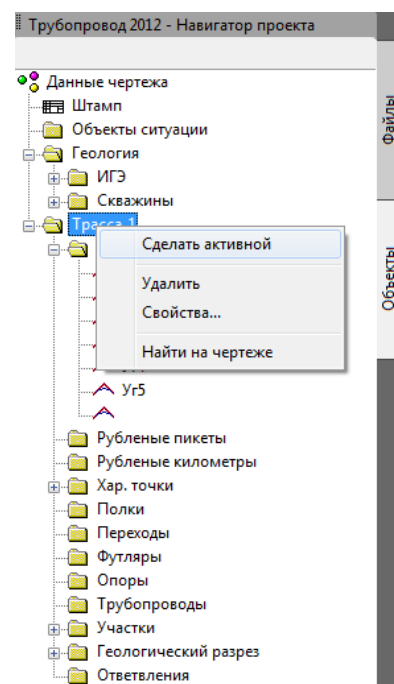 Трубопровод 2012 - Навигатор проекта
Данные чертежа
Штамп
Объекты ситуации
Геология
ИГЭ
Скважины
Трасса 1
Сделать активной
Удалить
Свойства...
Найти на чертеже
Уг5
Рубленые пикеты
Рубленые километры
Хар. точки
Полки
Переходы
Футляры
Опоры
Трубопроводы
Участки
Геологический разрез
Ответвления
Файлы
Объекты